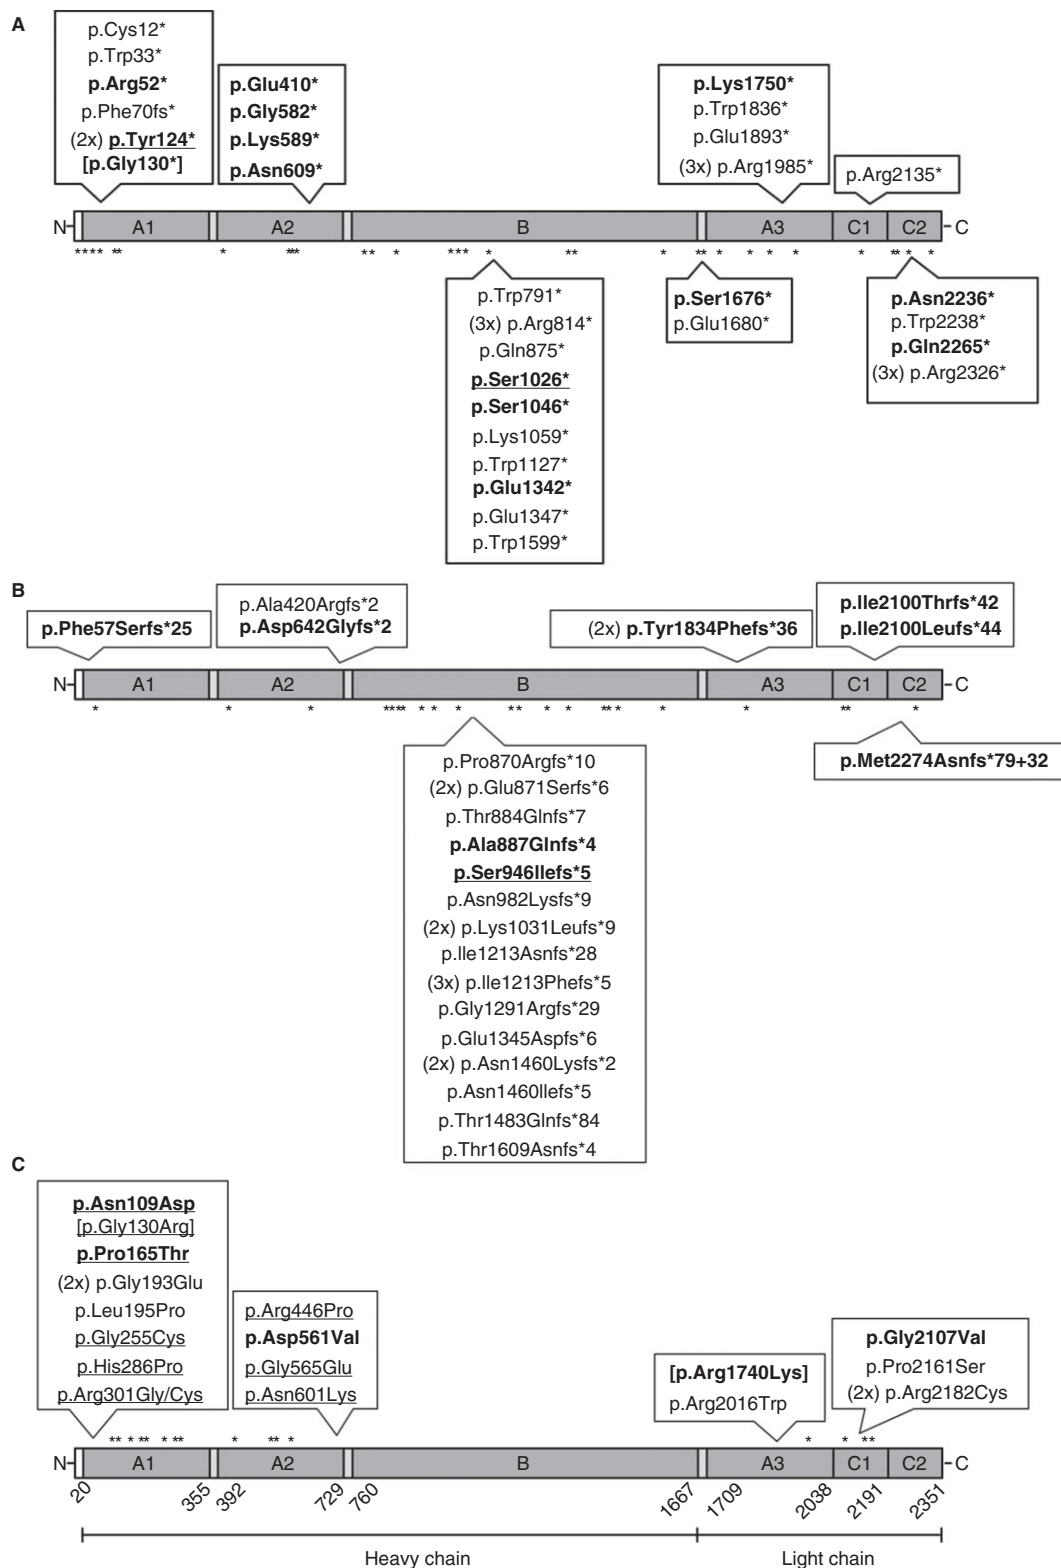 A
p.Cys12*
p.Trp33*
p.Arg52*
p.Phe70fs*
(2x) p.Tyr124*
[p.Gly130*]
p.Glu410*
p.Gly582*
p.Lys589*
p.Asn609*
p.Lys1750*
p.Trp1836*
p.Glu1893*
(3x) p.Arg1985*
p.Arg2135*
N A1 A2 B A3 C1 C2 C
**** ** * *** ** * *** * ** * ** * * * * * ** * *
p.Trp791*
(3x) p.Arg814*
p.Gln875*
p.Ser1026*
p.Ser1046*
p.Lys1059*
p.Trp1127*
p.Glu1342*
p.Glu1347*
p.Trp1599*
p.Ser1676*
p.Glu1680*
p.Asn2236*
p.Trp2238*
p.Gln2265*
(3x) p.Arg2326*
B
p.Phe57Serfs*25
p.Ala420Argfs*2
p.Asp642Glyfs*2
(2x) p.Tyr1834Phefs*36
p.Ile2100Thrfs*42
p.Ile2100Leufs*44
N A1 A2 B A3 C1 C2 C
* * * **** * * * ** * * *** * * ** *
p.Pro870Argfs*10
(2x) p.Glu871Serfs*6
p.Thr884Glnfs*7
p.Ala887Glnfs*4
p.Ser946Ilefs*5
p.Asn982Lysfs*9
(2x) p.Lys1031Leufs*9
p.Ile1213Asnfs*28
(3x) p.Ile1213Phefs*5
p.Gly1291Argfs*29
p.Glu1345Aspfs*6
(2x) p.Asn1460Lysfs*2
p.Asn1460Ilefs*5
p.Thr1483Glnfs*84
p.Thr1609Asnfs*4
p.Met2274Asnfs*79+32
C
p.Asn109Asp
[p.Gly130Arg]
p.Pro165Thr
(2x) p.Gly193Glu
p.Leu195Pro
p.Gly255Cys
p.His286Pro
p.Arg301Gly/Cys
p.Arg446Pro
p.Asp561Val
p.Gly565Glu
p.Asn601Lys
[p.Arg1740Lys]
p.Arg2016Trp
p.Gly2107Val
p.Pro2161Ser
(2x) p.Arg2182Cys
** * ** * ** * ** * * * **
N A1 A2 B A3 C1 C2 C
20 355 392 729 760 1667 1709 2038 2191 2351
Heavy chain Light chain